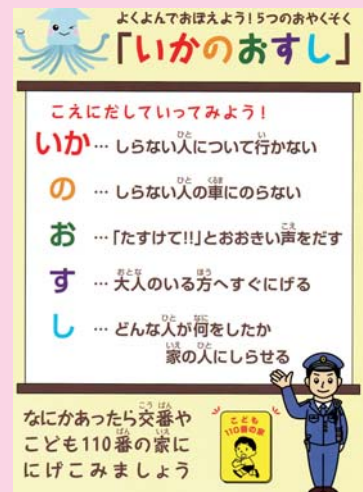 よくよんでおぼえよう!5つのおやくそく
「いかのおすし」
こえにだしていってみよう!
いか…しらない人について行かない
の…しらない人の車にのらない
お…「たすけて!!」とおおきい声をだす
す…大人のいる方へすぐにげる
し…どんな人が何をしたか
家の人にしらせる
なにかあったら交番や
こども110番の家に
にげこみましょう
こども
110番の家